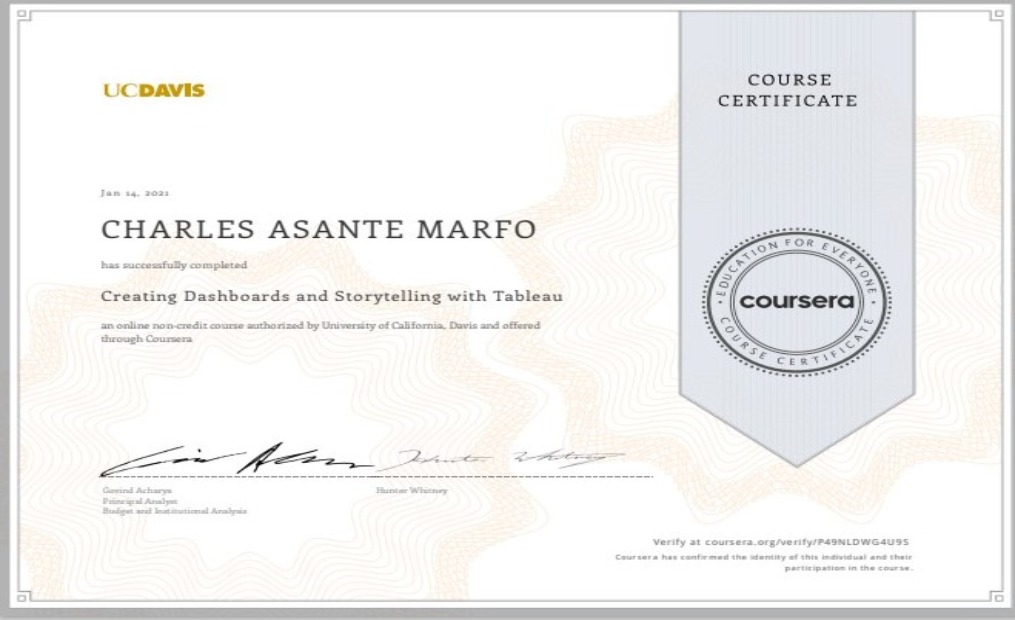 UCDAVIS
COURSE
CERTIFICATE
Jan 14, 2021
CHARLES ASANTE MARFO
has successfully completed
Creating Dashboards and Storytelling with Tableau
an online non-credit course authorized by University of California, Davis and offered
through Coursera
EDUCATION FOR EVERYONE
coursera
COURSE CERTIFICATE
Govind Acharya
Principal Analyst
Budget and Institutional Analysis
Hunter Whitney
Verify at coursera.org/verify/P49NLDWG4U9S
Coursera has confirmed the identity of this individual and their
participation in the course.